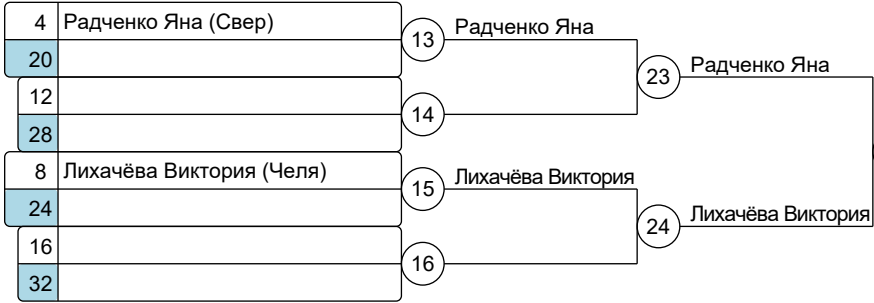 4 Радченко Яна (Свер)
20
12
28
8 Лихачёва Виктория (Челя)
24
16
32
13 Радченко Яна
14
15 Лихачёва Виктория
16
23 Радченко Яна
24 Лихачёва Виктория